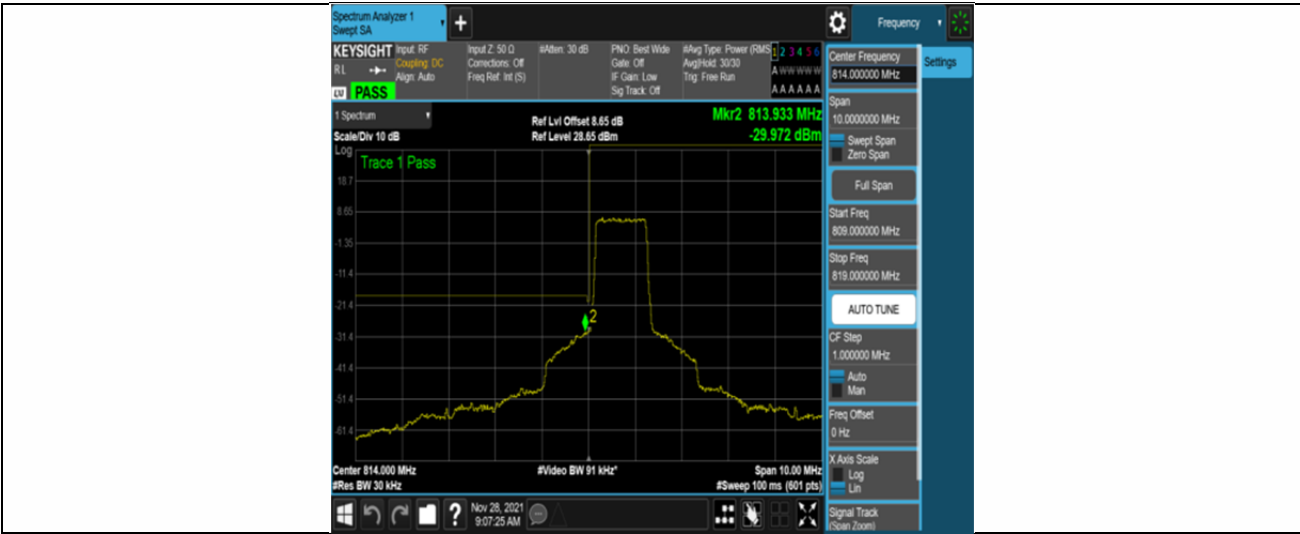 Spectrum Analyzer 1
Swept SA
+
Frequency
KEYSIGHT
R L
PASS
Input: RF
Coupling: DC
Align: Auto
Input Z: 50 Ω
Corrections: Off
Freq Ref: Int (S)
#Atten: 30 dB
PNO: Best Wide
Gate: Off
IF Gain: Low
Sig Track: Off
#Avg Type: Power (RMS
Avg|Hold: 30/30
Trig: Free Run
1 2 3 4 5 6
A W W W W W
A A A A A A
1 Spectrum
Scale/Div 10 dB
Ref Lvl Offset 8.65 dB
Ref Level 28.65 dBm
Mkr2 813.933 MHz
-29.972 dBm
Log
Trace 1 Pass
18.7
8.65
-1.35
-11.4
-21.4
-31.4
-41.4
-51.4
-61.4
2
Center 814.000 MHz
#Res BW 30 kHz
#Video BW 91 kHz*
Span 10.00 MHz
#Sweep 100 ms (601 pts)
Center Frequency
814.000000 MHz
Settings
Span
10.0000000 MHz
Swept Span
Zero Span
Full Span
Start Freq
809.000000 MHz
Stop Freq
819.000000 MHz
AUTO TUNE
CF Step
1.000000 MHz
Auto
Man
Freq Offset
0 Hz
X Axis Scale
Log
Lin
Signal Track
(Span Zoom)
?
Nov 28, 2021
9:07:25 AM